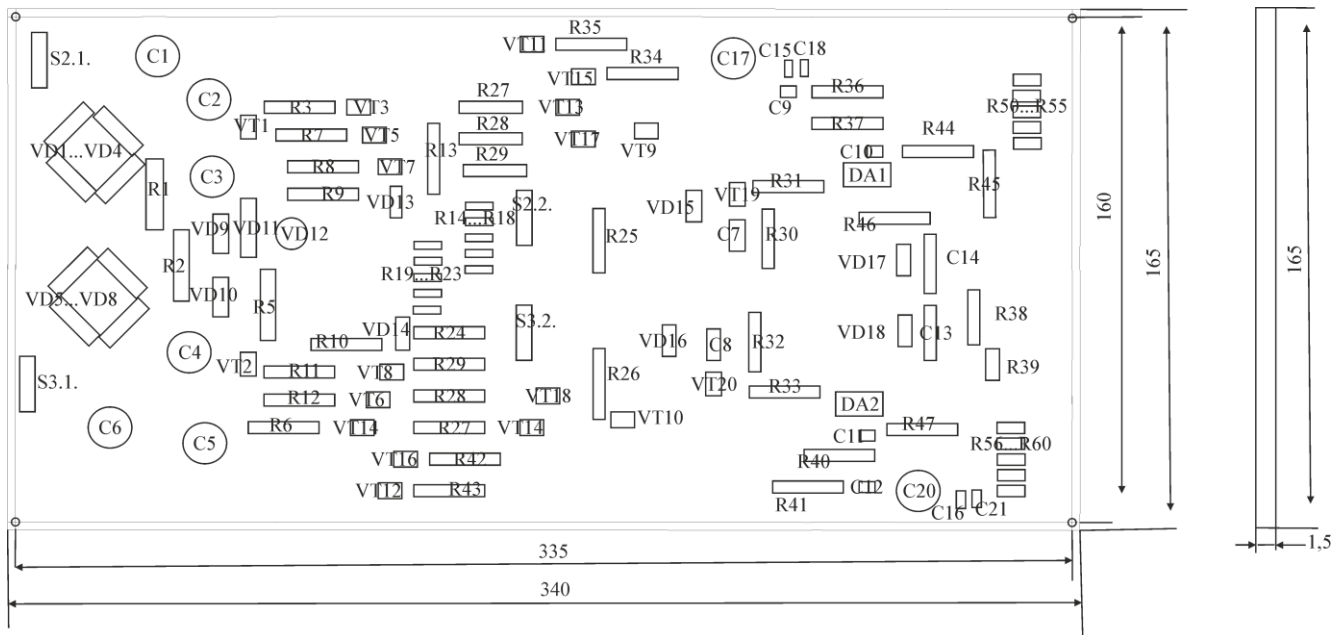 R35
VT1
S2.1.
C1
C17
C15
C18
R34
VT15
C2
R3
VT3
R27
VT13
C9
R36
R50...R55
VT1
R7
VT5
R28
VT17
VT9
R37
R44
VD1...VD4
R13
C10
R1
C3
R8
VT7
R29
DA1
R45
R9
VD13
R31
VT19
S2.2.
VD15
R14...R18
R46
VD9
VD11
VD12
R25
C7
R30
160
165
165
R2
R19...R23
VD17
C14
VD5...VD8
VD10
R5
R10
VD14
R24
S3.2.
VD16
C8
R32
VD18
C13
R38
C4
VT2
R11
VT8
R29
R26
R39
S3.1.
R12
VT6
R28
VT18
VT20
R33
DA2
C6
C5
R6
VT14
R27
VT14
VT10
C11
R47
R56...R60
VT16
R42
R40
VT12
R43
R41
C12
C20
C16
C21
335
1,5
340